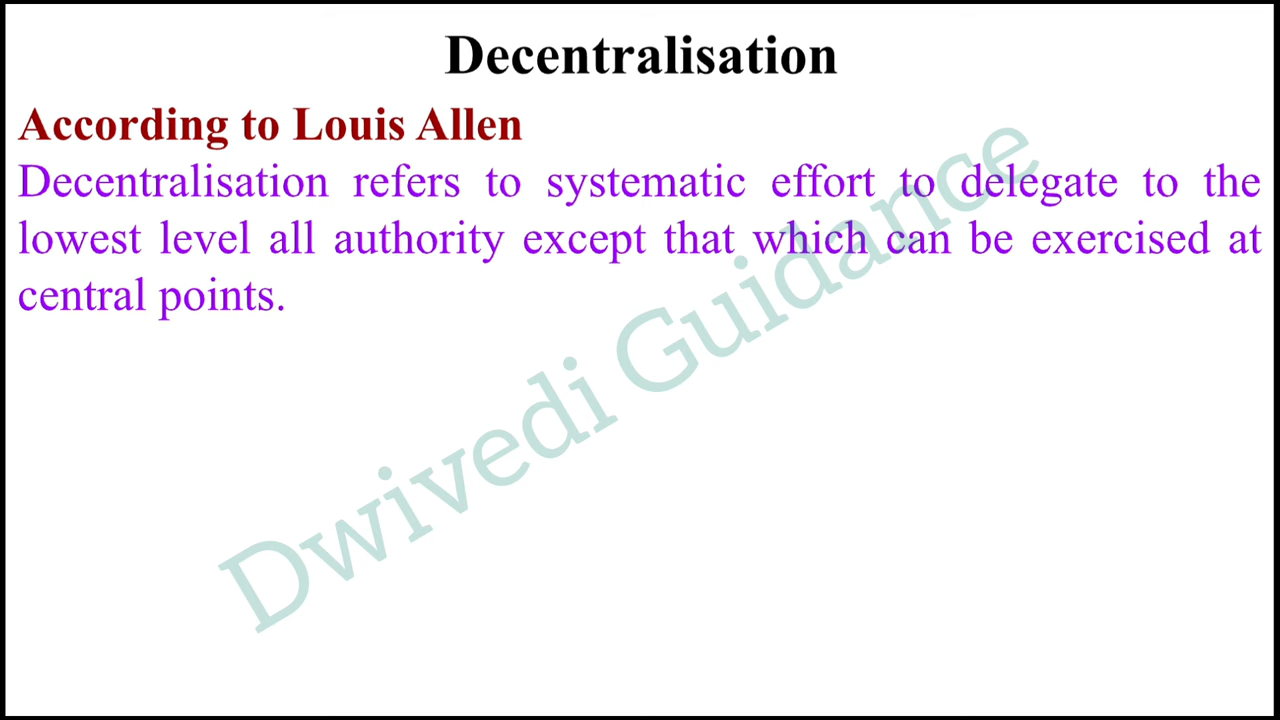 Decentralisation
According to Louis Allen
Decentralisation refers to systematic effort to delegate to the
lowest level all authority except that which can be exercised at
central points.
Dwivedi Guidance